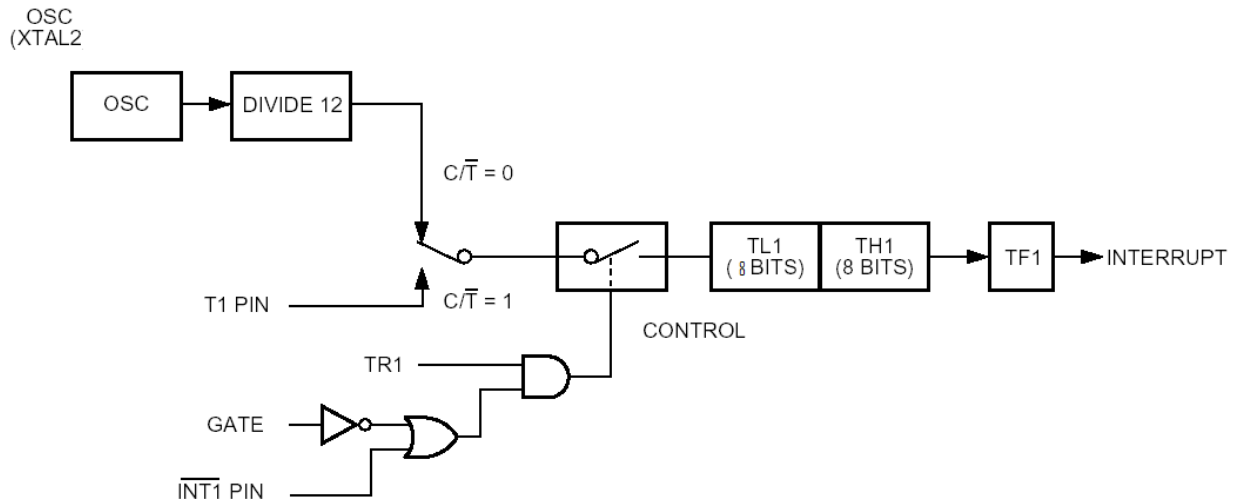 OSC
(XTAL2
OSC
DIVIDE 12
C/T̅ = 0
TL1
( 8 BITS)
TH1
(8 BITS)
TF1
INTERRUPT
T1 PIN
C/T̅ = 1
CONTROL
TR1
GATE
I̅N̅T̅1̅ PIN